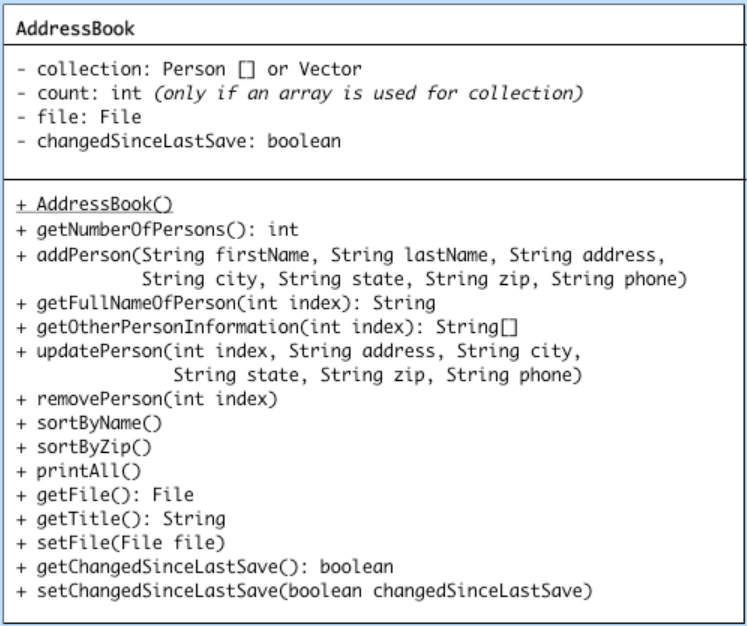 AddressBook
- collection: Person [] or Vector
- count: int (only if an array is used for collection)
- file: File
- changedSinceLastSave: boolean
+ AddressBook()
+ getNumberOfPersons(): int
+ addPerson(String firstName, String lastName, String address,
String city, String state, String zip, String phone)
+ getFullNameOfPerson(int index): String
+ getOtherPersonInformation(int index): String[]
+ updatePerson(int index, String address, String city,
String state, String zip, String phone)
+ removePerson(int index)
+ sortByName()
+ sortByZip()
+ printAll()
+ getFile(): File
+ getTitle(): String
+ setFile(File file)
+ getChangedSinceLastSave(): boolean
+ setChangedSinceLastSave(boolean changedSinceLastSave)